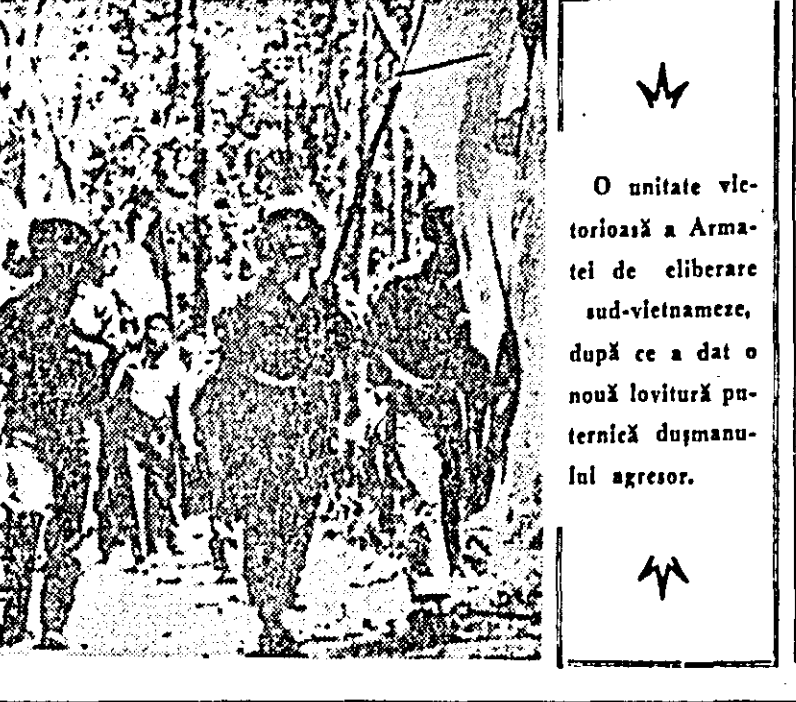 O unitate vic-
torioasă a Arma-
tei de eliberare
sud-vietnameze,
după ce a dat o
nouă lovitură pu-
ternică dușmanu-
lui agresor.